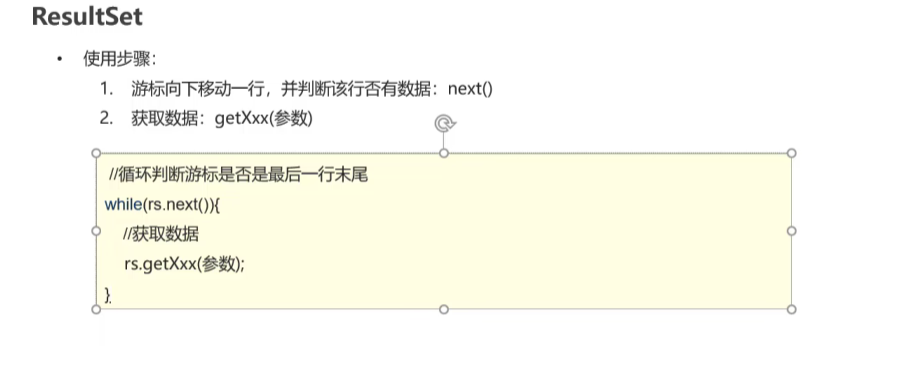 ResultSet
• 使用步骤：
1. 游标向下移动一行，并判断该行否有数据：next()
2. 获取数据：getXxx(参数)
//循环判断游标是否是最后一行末尾
while(rs.next()){
//获取数据
rs.getXxx(参数);
}